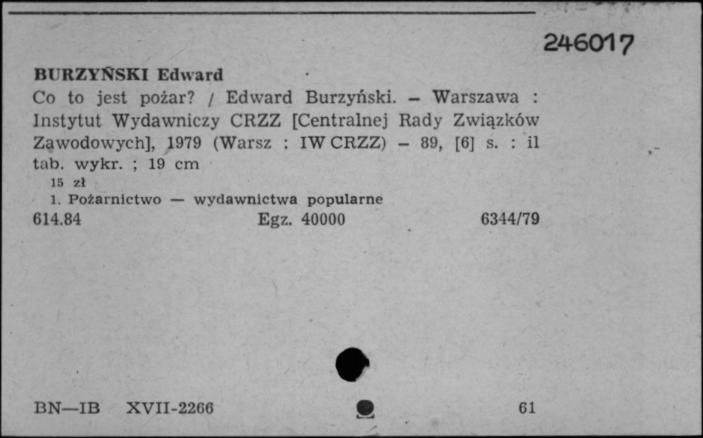 246017
BURZYŃSKI Edward
Co to jest pożar? / Edward Burzyński. — Warszawa :
Instytut Wydawniczy CRZZ [Centralnej Rady Związków
Zawodowych], 1979 (Warsz : IW CRZZ) — 89, [6] s. : il
tab. wykr. ; 19 cm
15 zł
1. Pożarnictwo — wydawnictwa popularne
614.84 Egz. 40000 6344/79
BN—IB XVII-2266 61